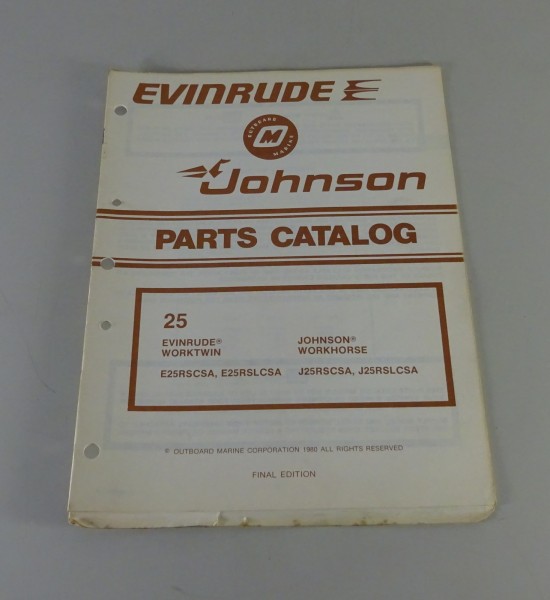 EVINRUDE
OUTBOARD
M
MARINE
Johnson
PARTS CATALOG
25
EVINRUDE® JOHNSON®
WORKTWIN WORKHORSE
E25RSCSA, E25RSLCSA J25RSCSA, J25RSLCSA
® OUTBOARD MARINE CORPORATION 1980 ALL RIGHTS RESERVED
FINAL EDITION